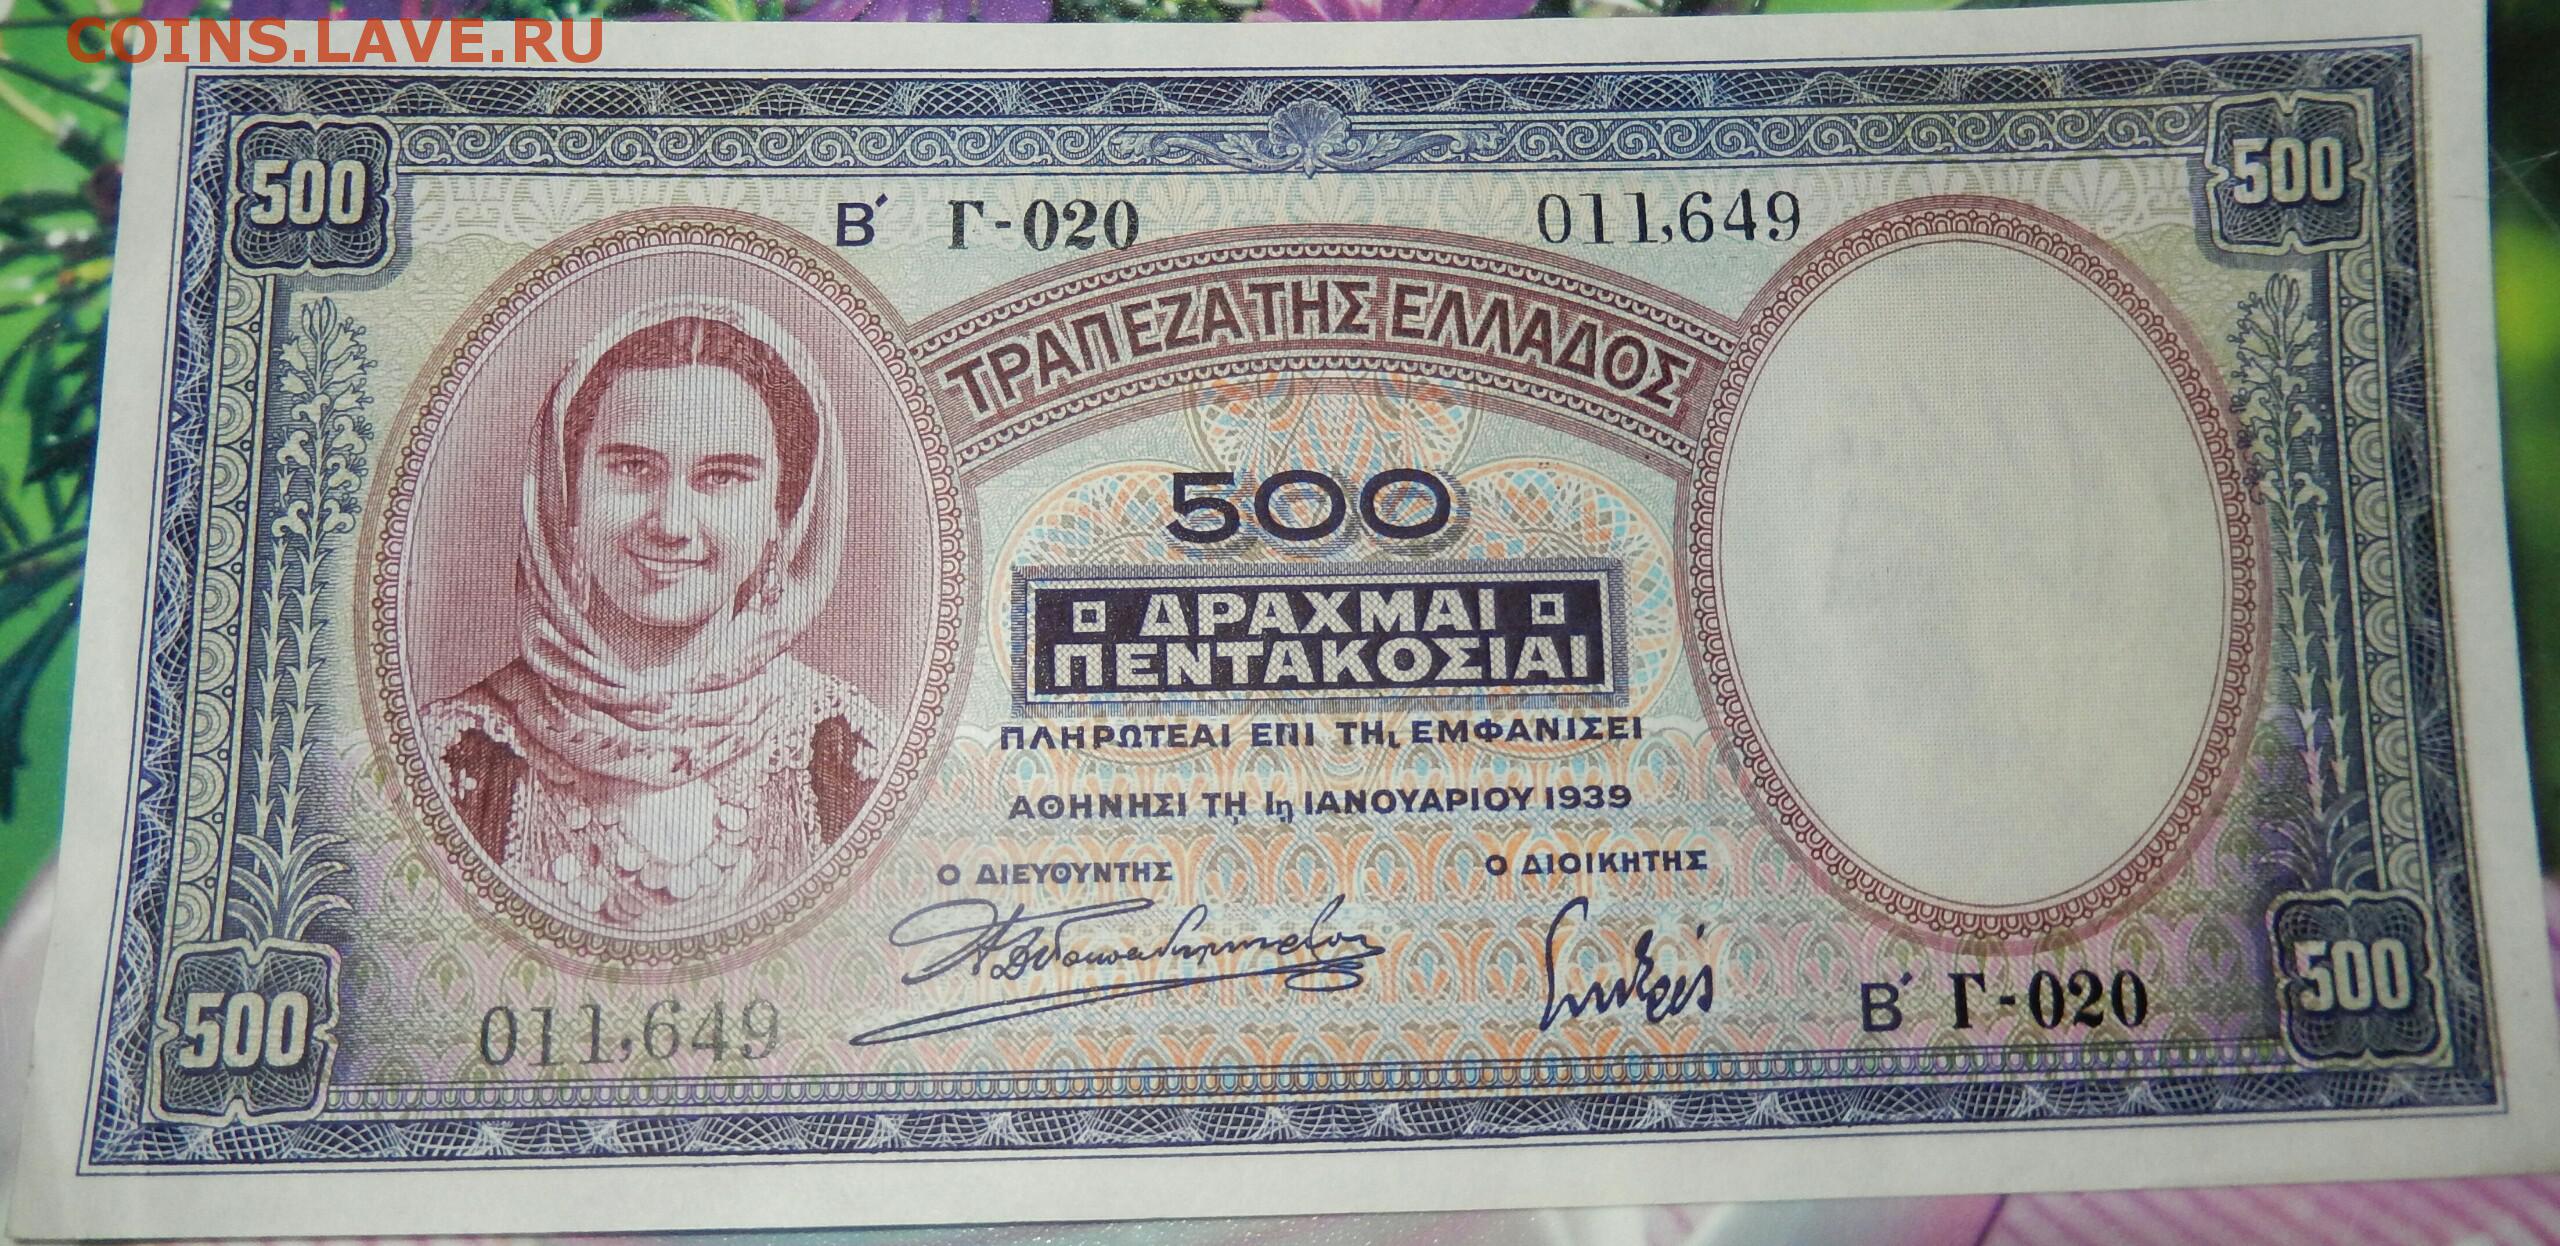 COINS.LAVE.RU
500 500
Β΄ Γ-020 011,649
ΤΡΑΠΕΖΑ ΤΗΣ ΕΛΛΑΔΟΣ
500
ΔΡΑΧΜΑΙ
ΠΕΝΤΑΚΟΣΙΑΙ
ΠΛΗΡΩΤΕΑΙ ΕΠΙ ΤΗι ΕΜΦΑΝΙΣΕΙ
ΑΘΗΝΗΣΙ ΤΗ 1η ΙΑΝΟΥΑΡΙΟΥ 1939
Ο ΔΙΕΥΘΥΝΤΗΣ Ο ΔΙΟΙΚΗΤΗΣ
011,649 Β΄ Γ-020
500 500